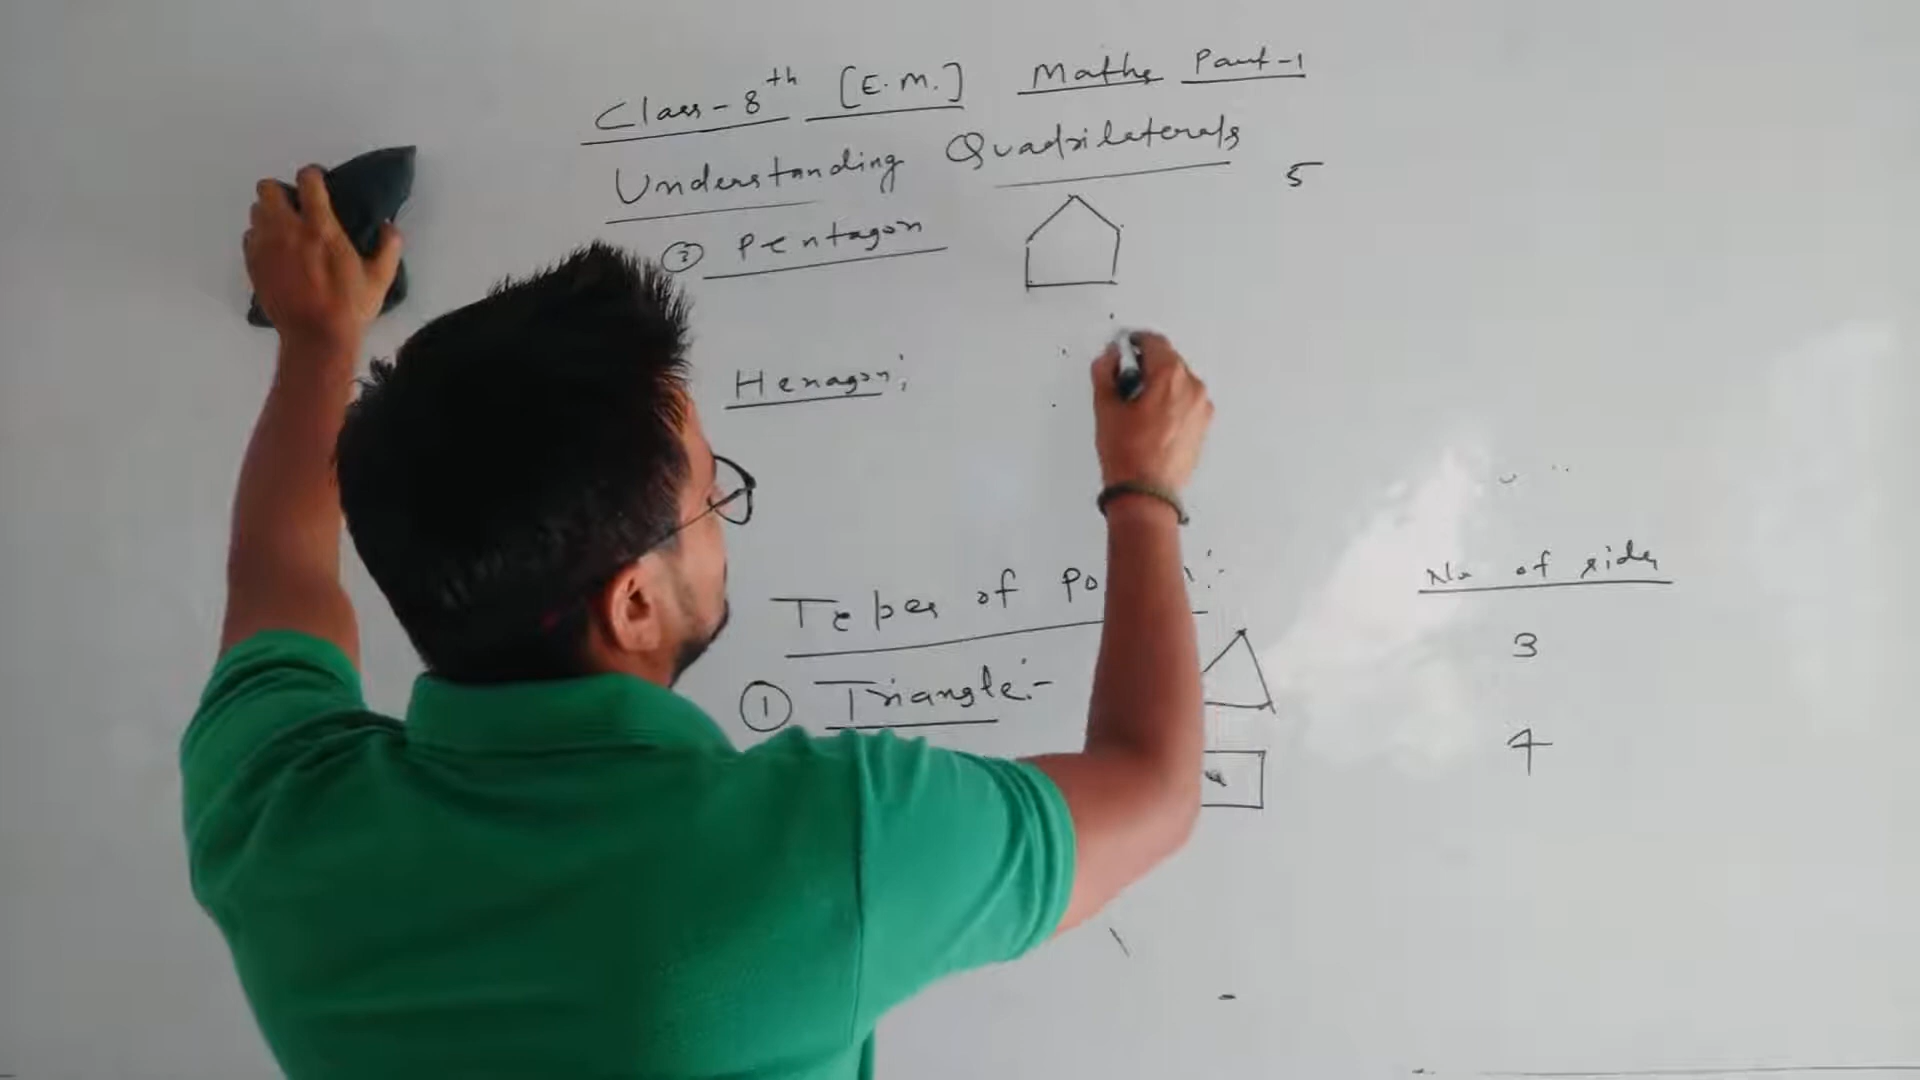 Class-8th [E.M.] Maths Part-1
Understanding Quadrilaterals
5
③ Pentagon
Hexagon;
Types of Po
No of sides
① Triangle:-
3
4